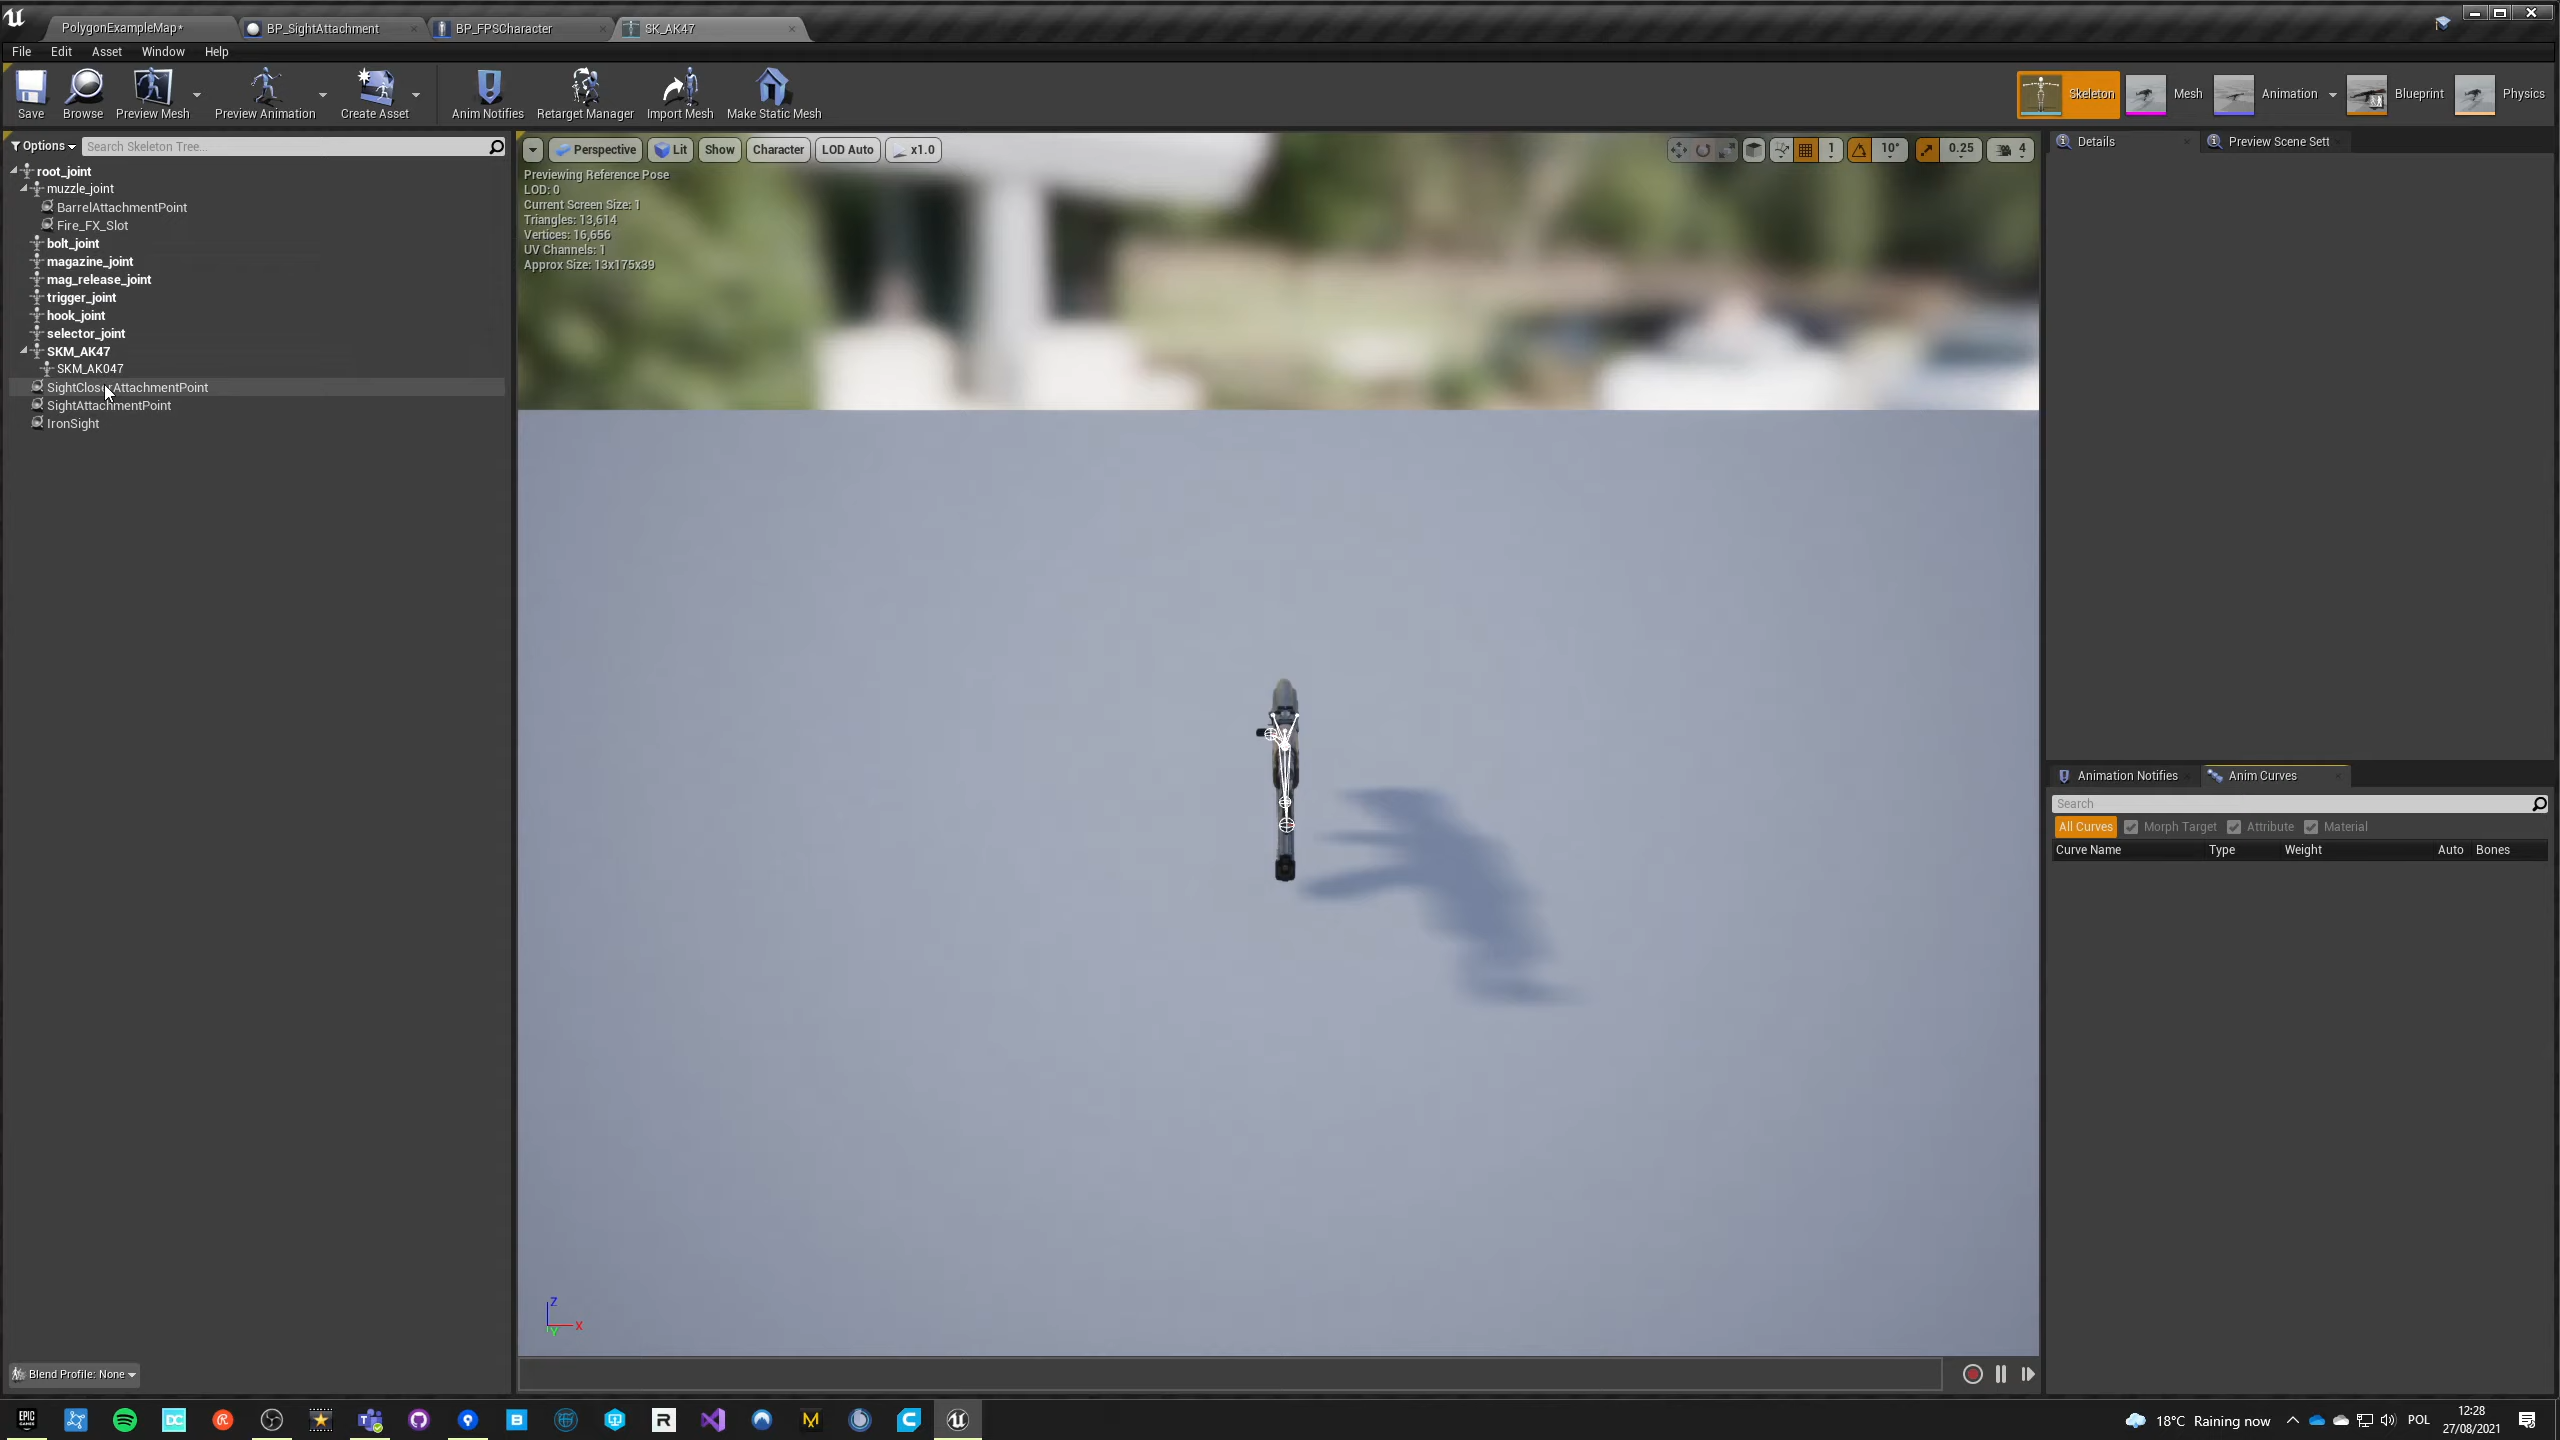 PolygonExampleMap*
BP_SightAttachment
BP_FPSCharacter
SK_AK47
File Edit Asset Window Help
Save
Browse
Preview Mesh
Preview Animation
Create Asset
Anim Notifies
Retarget Manager
Import Mesh
Make Static Mesh
Skeleton
Mesh
Animation
Blueprint
Physics
Options
Search Skeleton Tree...
root_joint
muzzle_joint
BarrelAttachmentPoint
Fire_FX_Slot
bolt_joint
magazine_joint
mag_release_joint
trigger_joint
hook_joint
selector_joint
SKM_AK47
SKM_AK047
SightAttachmentPoint
IronSight
Blend Profile: None
Perspective
Lit
Show
Character
LOD Auto
x1.0
1
10°
0.25
4
Previewing Reference Pose
LOD: 0
Current Screen Size: 1
Triangles: 13,614
Vertices: 16,656
UV Channels: 1
Approx Size: 13x175x39
Z
X
Y
Details
Preview Scene Sett
Animation Notifies
Anim Curves
Search
All Curves
Morph Target
Attribute
Material
Curve Name Type Weight Auto Bones
EPIC GAMES
DC
R
B
R
M
C
18°C Raining now
POL
12:28
27/08/2021